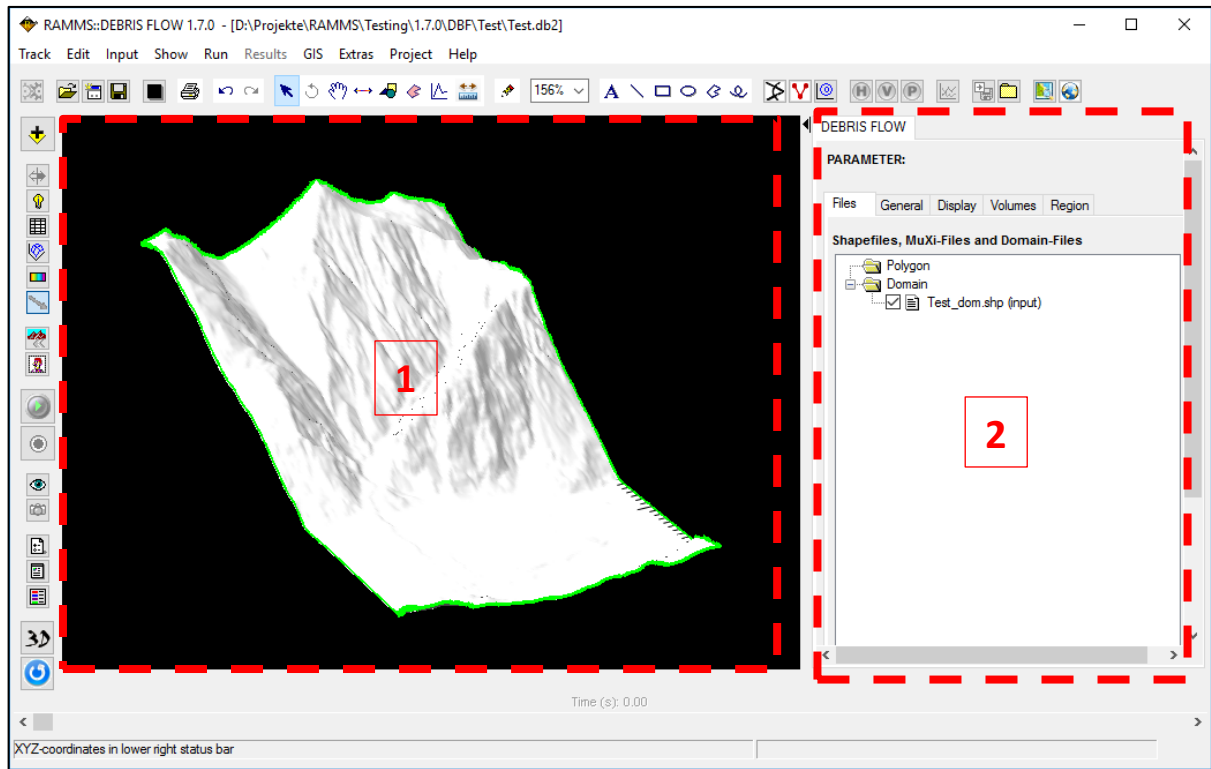 RAMMS::DEBRIS FLOW 1.7.0 - [D:\Projekte\RAMMS\Testing\1.7.0\DBF\Test\Test.db2]
Track Edit Input Show Run Results GIS Extras Project Help
156% A H V P
DEBRIS FLOW
PARAMETER:
Files General Display Volumes Region
Shapefiles, MuXi-Files and Domain-Files
Polygon
Domain
Test_dom.shp (input)
1
2
3D
Time (s): 0.00
XYZ-coordinates in lower right status bar